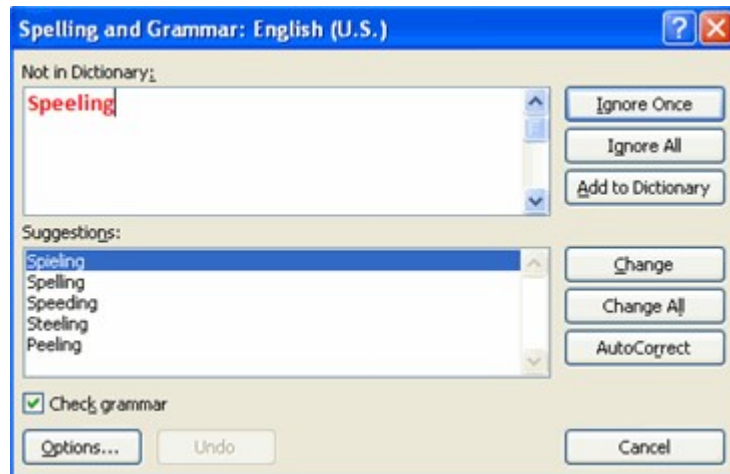 Spelling and Grammar: English (U.S.)
Not in Dictionary:
Speeling
Ignore Once
Ignore All
Add to Dictionary
Suggestions:
Spieling
Spelling
Speeding
Steeling
Peeling
Change
Change All
AutoCorrect
Check grammar
Options...
Undo
Cancel